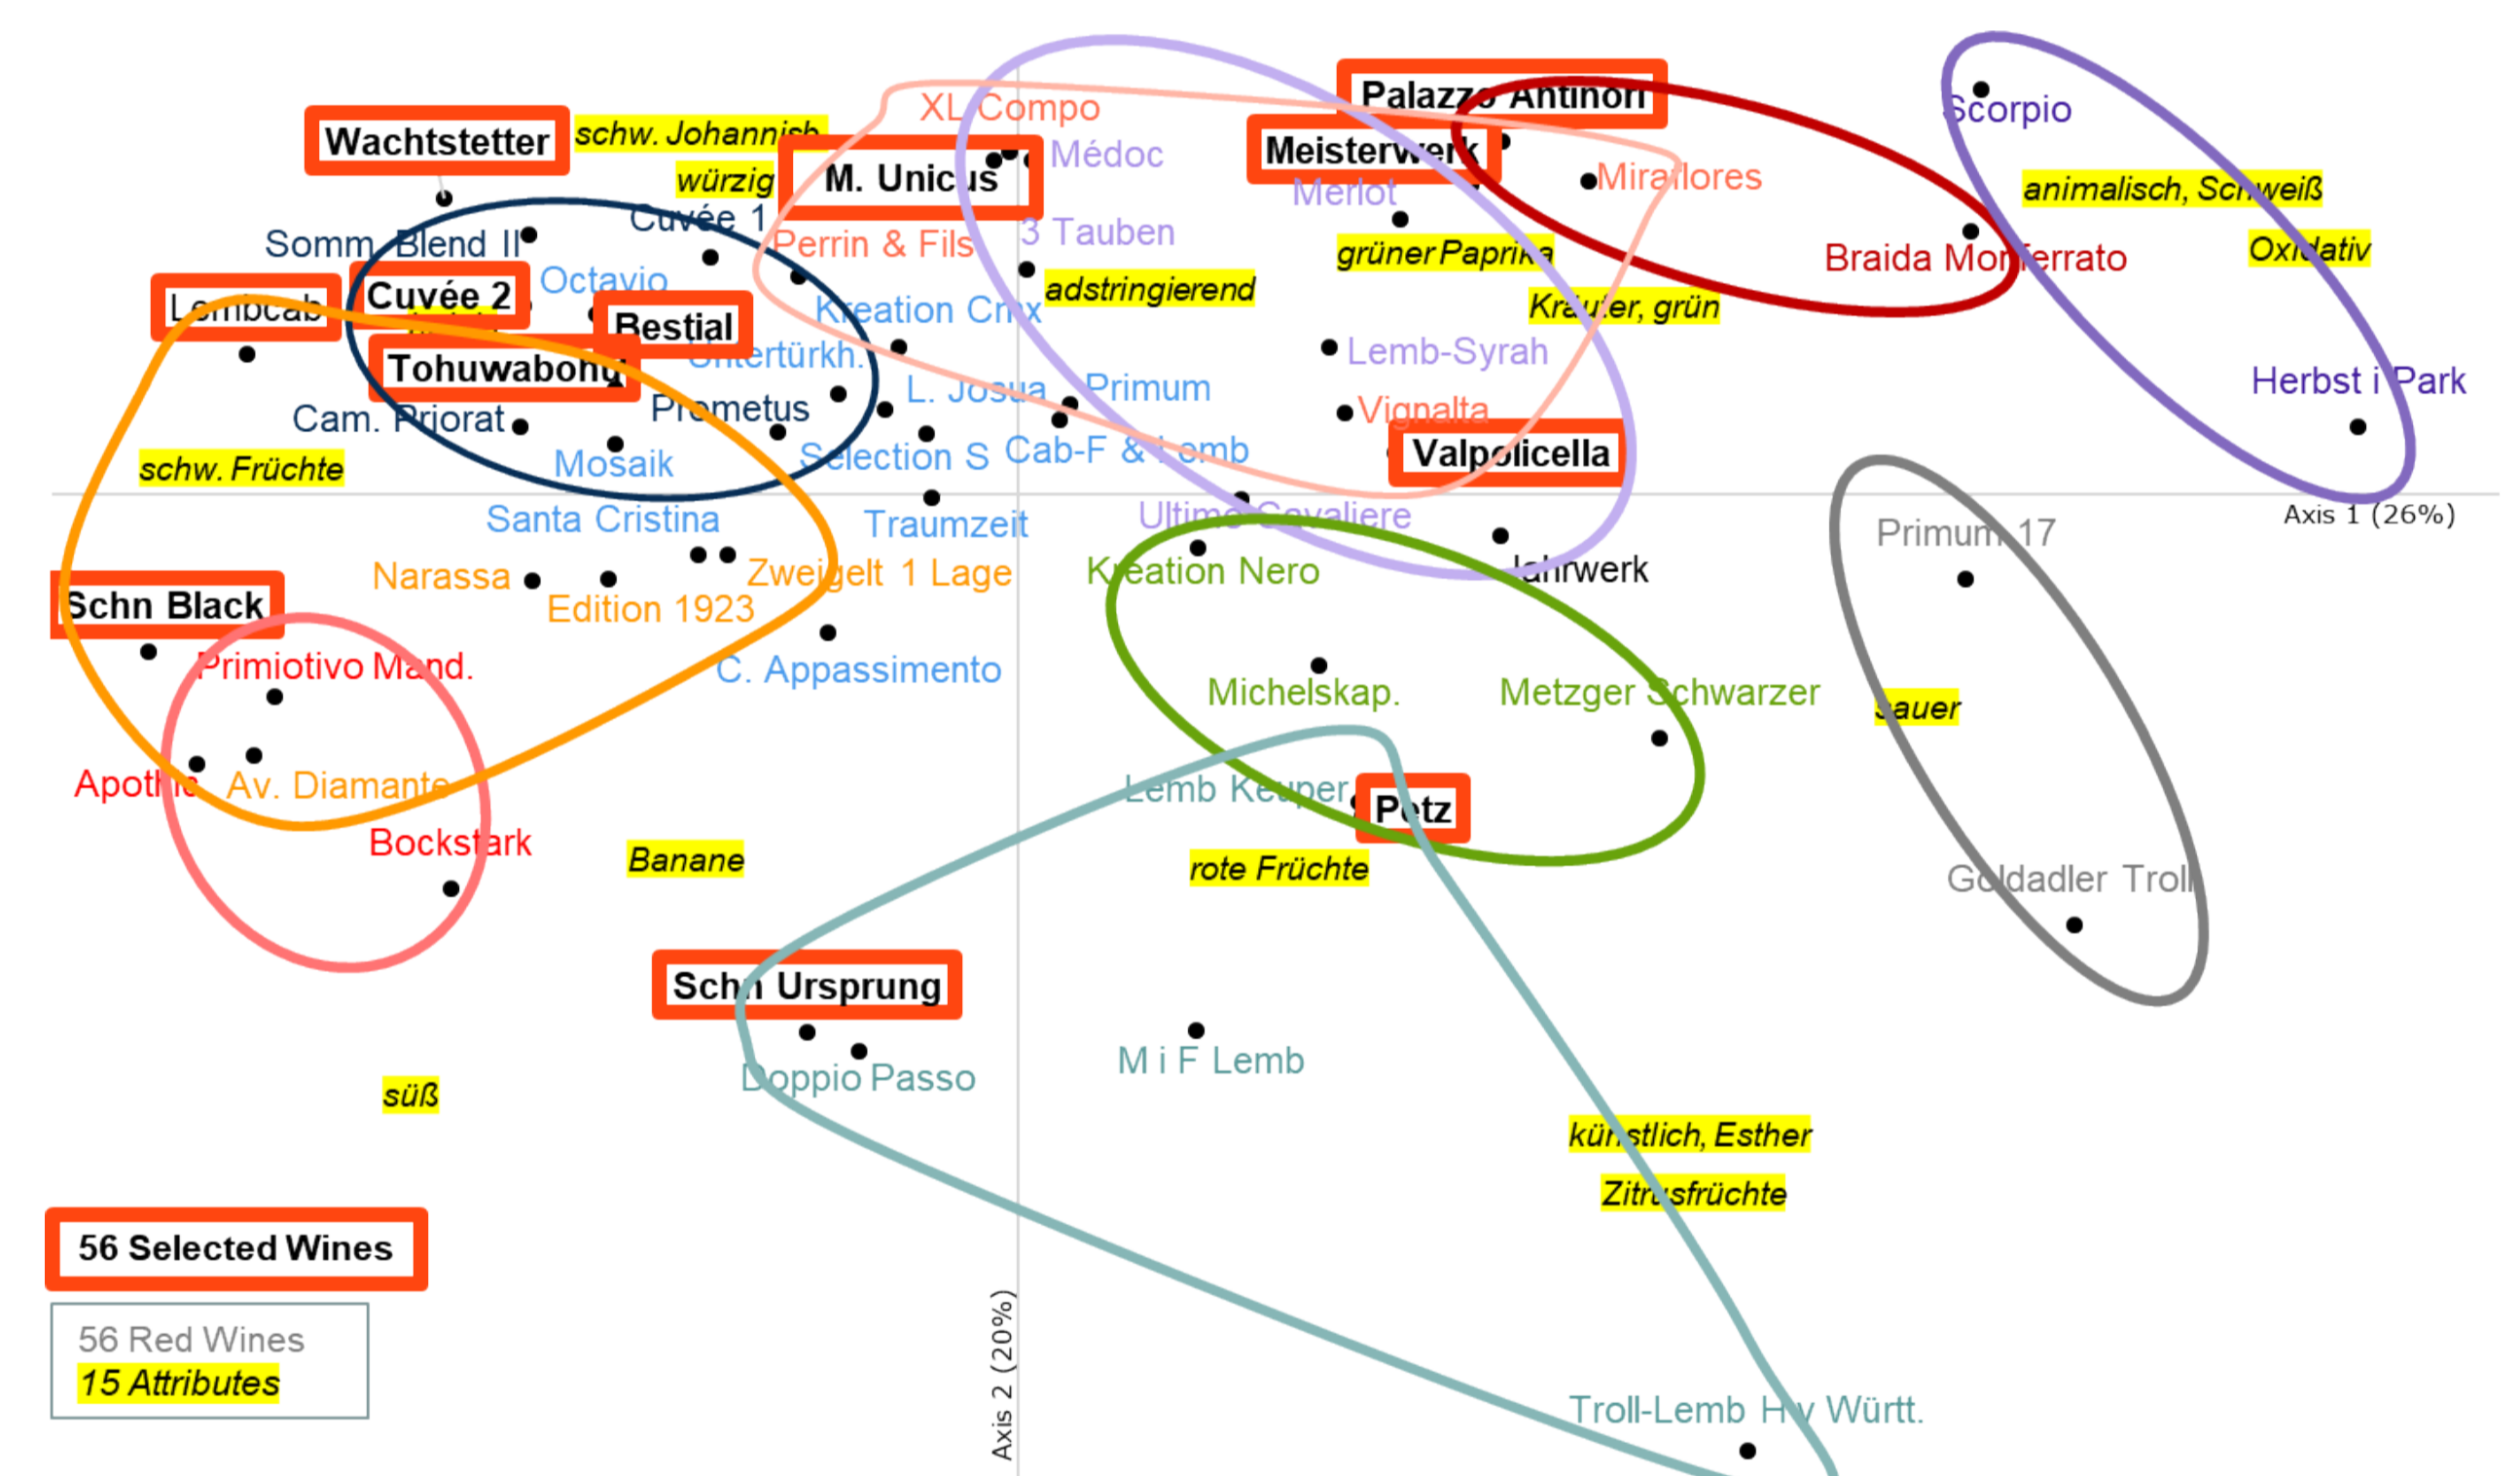 Scorpio
Palazzo Antinori
XL Compo
Wachtstetter
schw. Johannisb.
Médoc
Meisterwerk
würzig
M. Unicus
Miraflores
Merlot
animalisch, Schweiß
Cuvée 1
3 Tauben
Somm. Blend II
Perrin & Fils
grüner Paprika
Braida Monferrato
Oxidativ
Octavio
adstringierend
Cuvée 2
Lembcab
Kreation Cmx
Kräuter, grün
Bestial
Untertürkh.
Lemb-Syrah
Tohuwabohu
L. Josua
Primum
Herbst i Park
Prometus
Vignalta
Cam. Priorat
Selection S
Cab-F & Lemb
Valpolicella
Mosaik
schw. Früchte
Axis 1 (26%)
Santa Cristina
Traumzeit
Ultimo Cavaliere
Primum 17
Narassa
Zweigelt 1 Lage
Kreation Nero
Jahrwerk
Schn Black
Edition 1923
Primiotivo Mand.
C. Appassimento
Michelskap.
Metzger Schwarzer
sauer
Apothic
Av. Diamante
Lemb Keuper
Petz
Bockstark
Banane
rote Früchte
Goldadler Troll
Schn Ursprung
Doppio Passo
M i F Lemb
süß
künstlich, Esther
Zitrusfrüchte
56 Selected Wines
56 Red Wines
15 Attributes
Axis 2 (20%)
Troll-Lemb H v Württ.